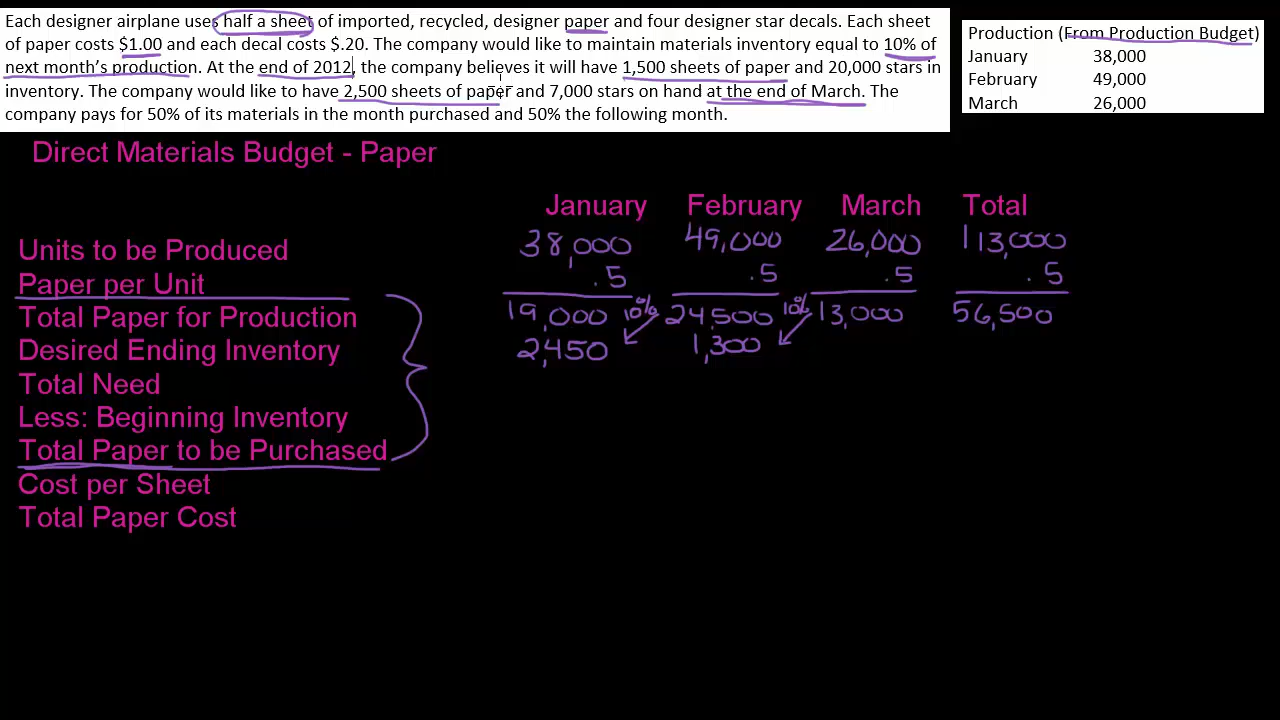 Each designer airplane uses half a sheet of imported, recycled, designer paper and four designer star decals. Each sheet
of paper costs $1.00 and each decal costs $.20. The company would like to maintain materials inventory equal to 10% of
next month's production. At the end of 2012, the company believes it will have 1,500 sheets of paper and 20,000 stars in
inventory. The company would like to have 2,500 sheets of paper and 7,000 stars on hand at the end of March. The
company pays for 50% of its materials in the month purchased and 50% the following month.
Production (From Production Budget)
January 38,000
February 49,000
March 26,000
Direct Materials Budget - Paper
January February March Total
Units to be Produced 38,000 49,000 26,000 113,000
Paper per Unit .5 .5 .5 .5
Total Paper for Production 19,000 10% 24,500 10% 13,000 56,500
Desired Ending Inventory 2,450 1,300
Total Need
Less: Beginning Inventory
Total Paper to be Purchased
Cost per Sheet
Total Paper Cost